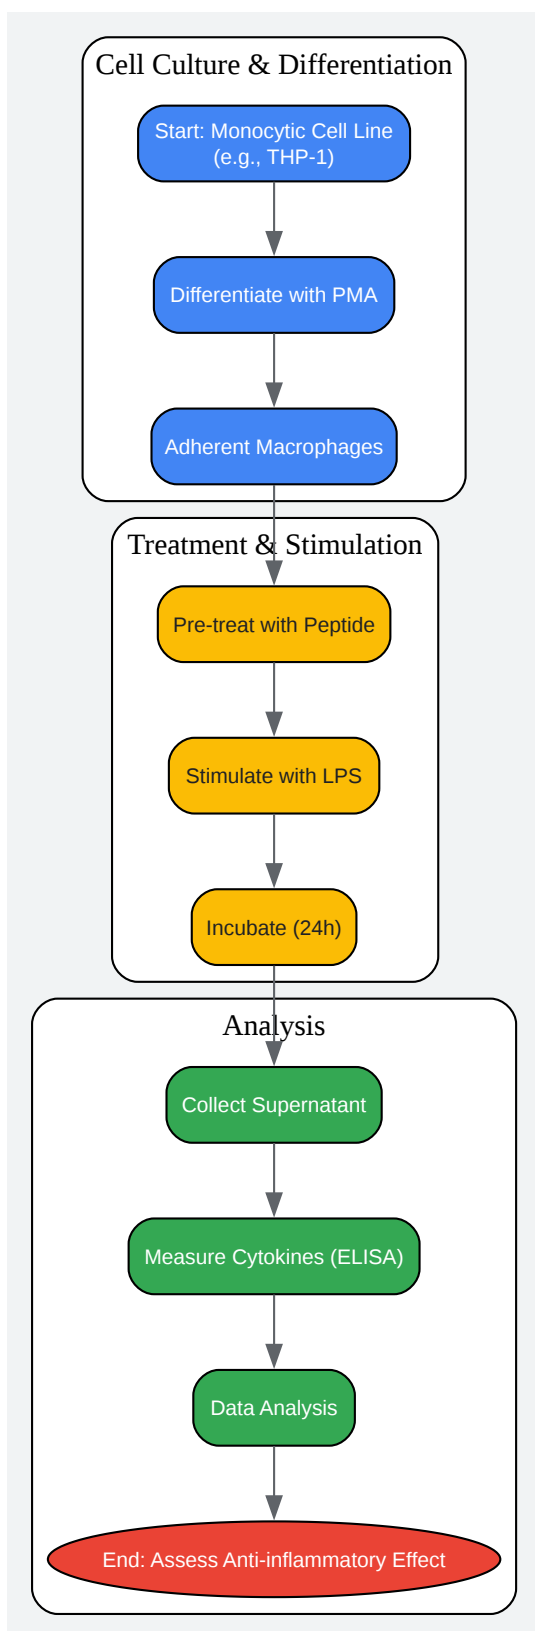 Cell Culture & Differentiation
Start: Monocytic Cell Line
(e.g., THP-1)
Differentiate with PMA
Adherent Macrophages
Treatment & Stimulation
Pre-treat with Peptide
Stimulate with LPS
Incubate (24h)
Analysis
Collect Supernatant
Measure Cytokines (ELISA)
Data Analysis
End: Assess Anti-inflammatory Effect